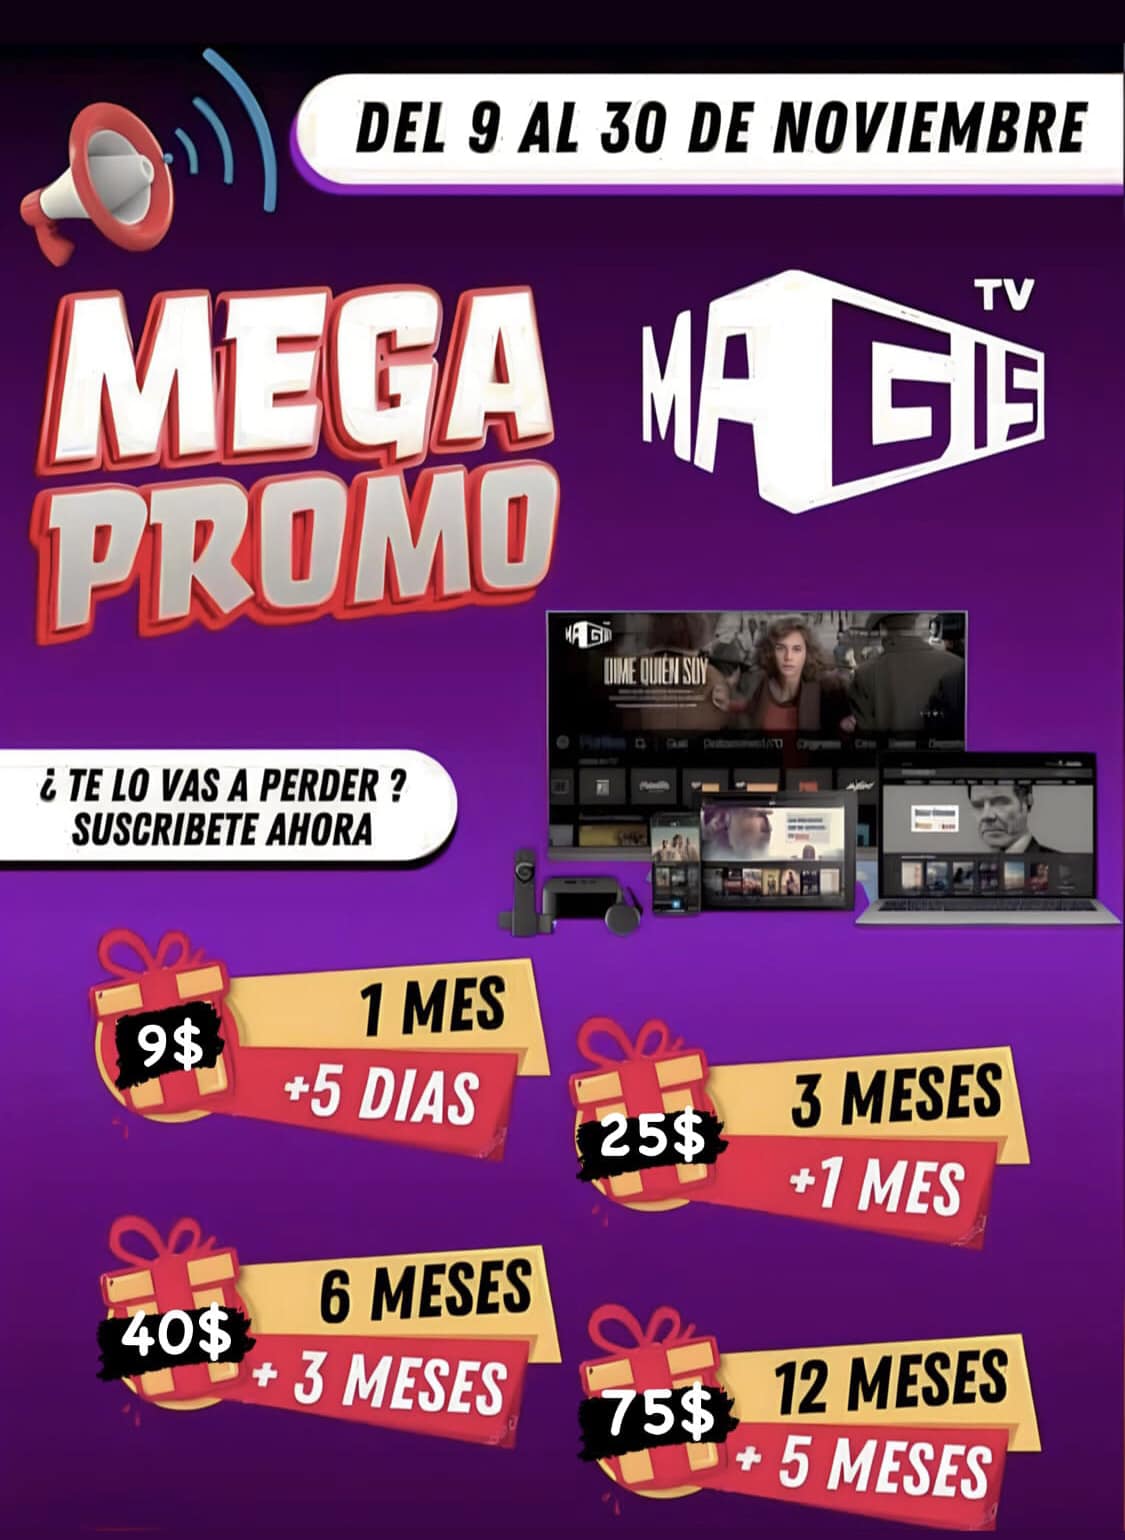 DEL 9 AL 30 DE NOVIEMBRE
MEGA
PROMO
MAGIS
TV
MAGIS
DIME QUIÉN SOY
¿ TE LO VAS A PERDER ?
SUSCRIBETE AHORA
9$
1 MES
+5 DIAS
25$
3 MESES
+1 MES
40$
6 MESES
+ 3 MESES
75$
12 MESES
+ 5 MESES